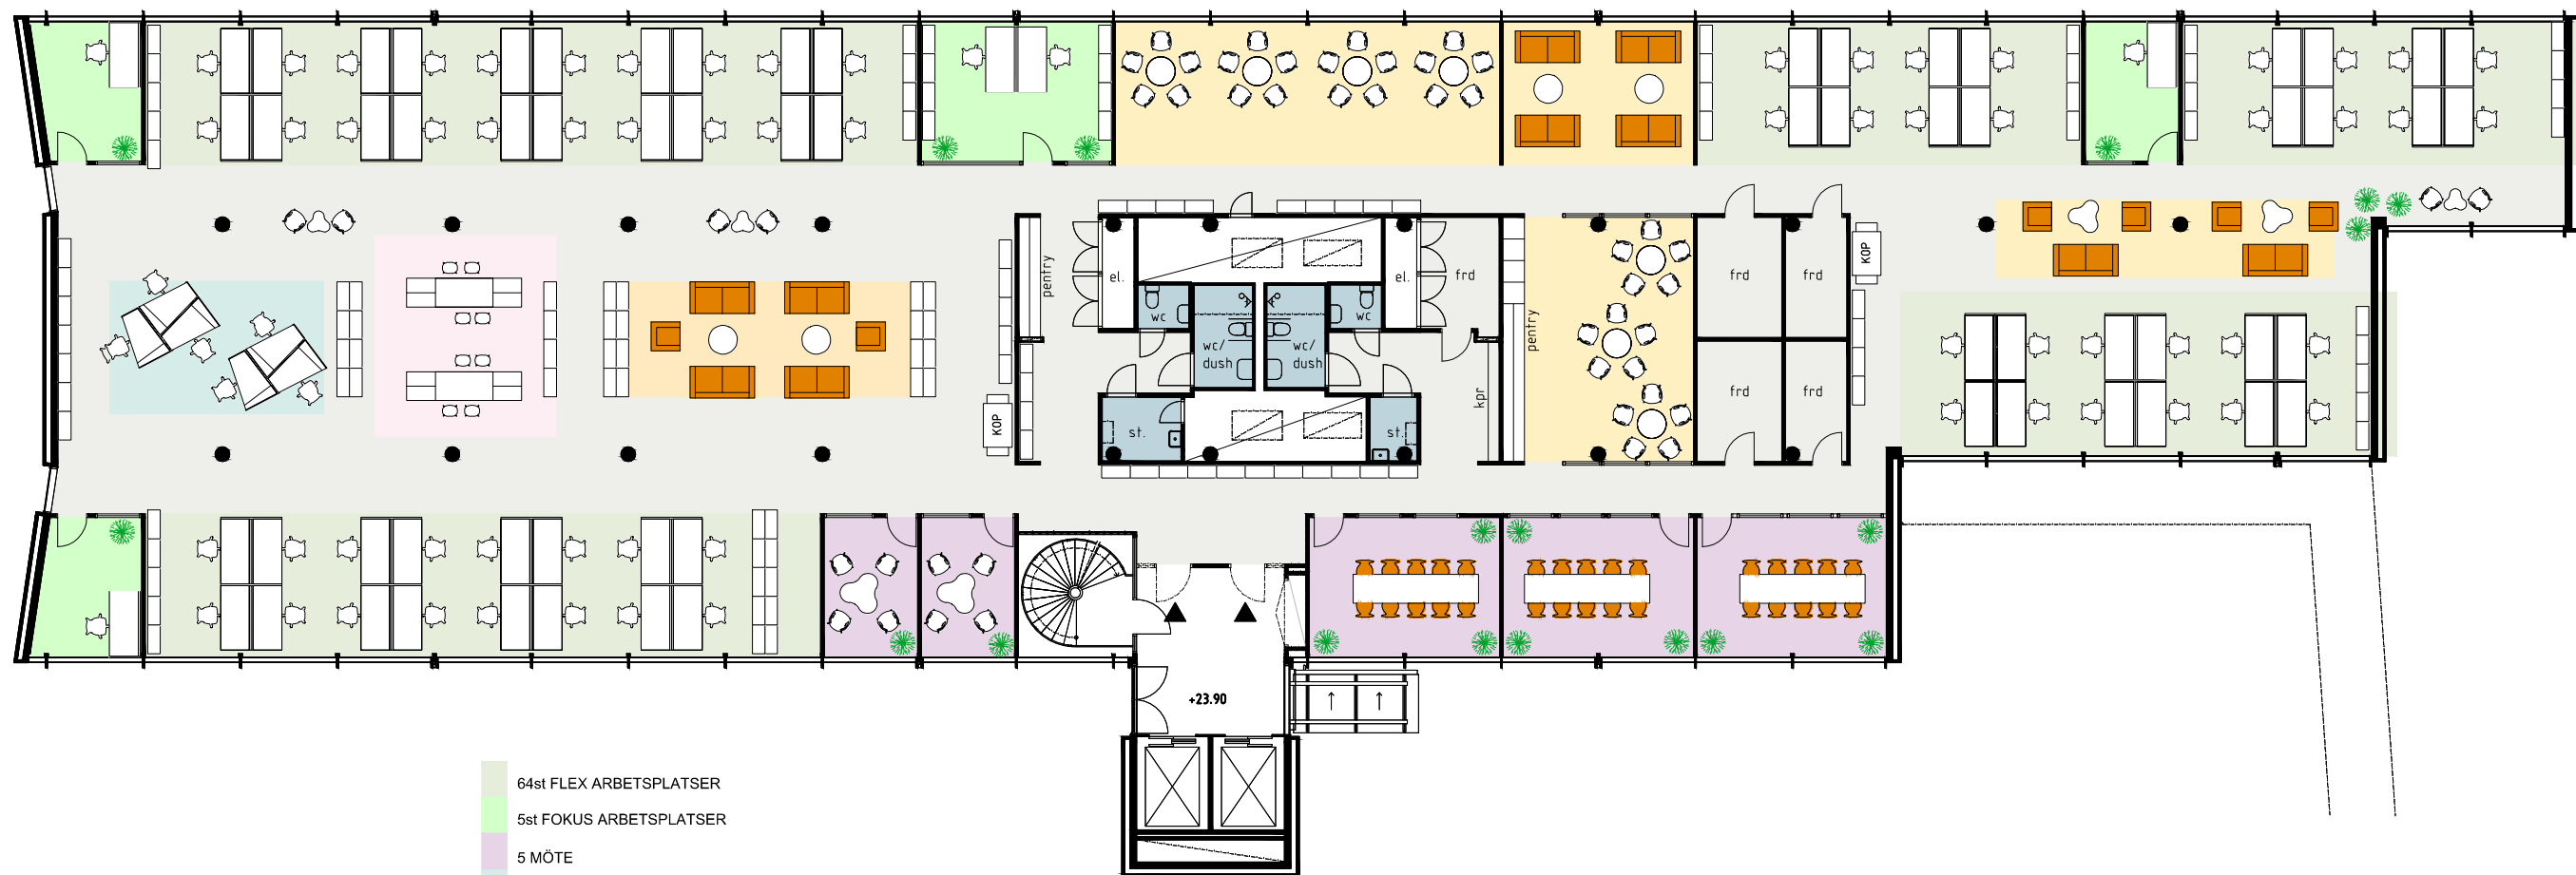 KOP
pentry
el.
el.
frd
frd
frd
wc
wc
wc/
dush
wc/
dush
pentry
frd
frd
kpr
KOP
st.
st.
+23.90
64st FLEX ARBETSPLATSER
5st FOKUS ARBETSPLATSER
5 MÖTE